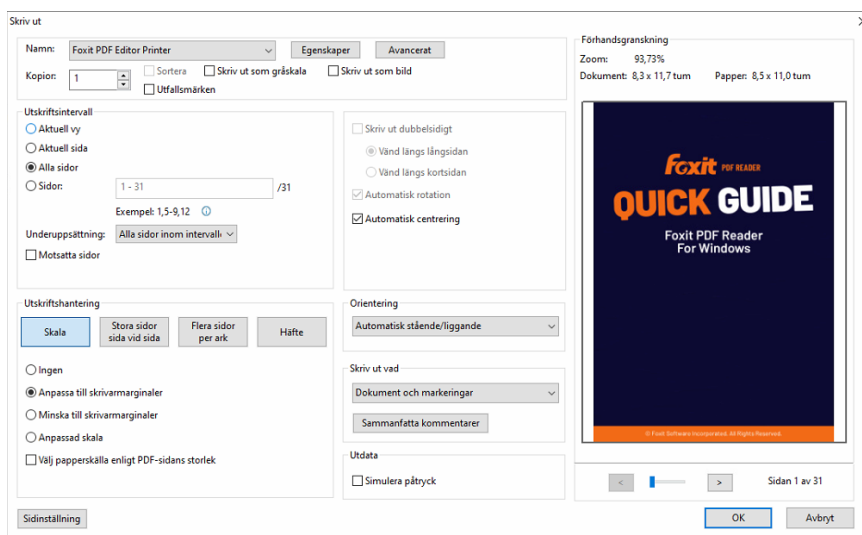 Skriv ut
Namn: Foxit PDF Editor Printer Egenskaper Avancerat
Kopior: 1 Sortera Skriv ut som gråskala Skriv ut som bild
Utfallsmärken
Utskriftsintervall
Aktuell vy
Aktuell sida
Alla sidor
Sidor: 1 - 31 /31
Exempel: 1,5-9,12
Underuppsättning: Alla sidor inom intervall
Motsatta sidor
Skriv ut dubbelsidigt
Vänd längs långsidan
Vänd längs kortsidan
Automatisk rotation
Automatisk centrering
Utskriftshantering
Skala
Stora sidor
sida vid sida
Flera sidor
per ark
Häfte
Ingen
Anpassa till skrivarmarginaler
Minska till skrivarmarginaler
Anpassad skala
Välj papperskälla enligt PDF-sidans storlek
Orientering
Automatisk stående/liggande
Skriv ut vad
Dokument och markeringar
Sammanfatta kommentarer
Utdata
Simulera påtryck
Förhandsgranskning
Zoom: 93,73%
Dokument: 8,3 x 11,7 tum Papper: 8,5 x 11,0 tum
Foxit PDF READER
QUICK GUIDE
Foxit PDF Reader
For Windows
© Foxit Software Incorporated. All Rights Reserved.
< > Sidan 1 av 31
Sidinställning OK Avbryt